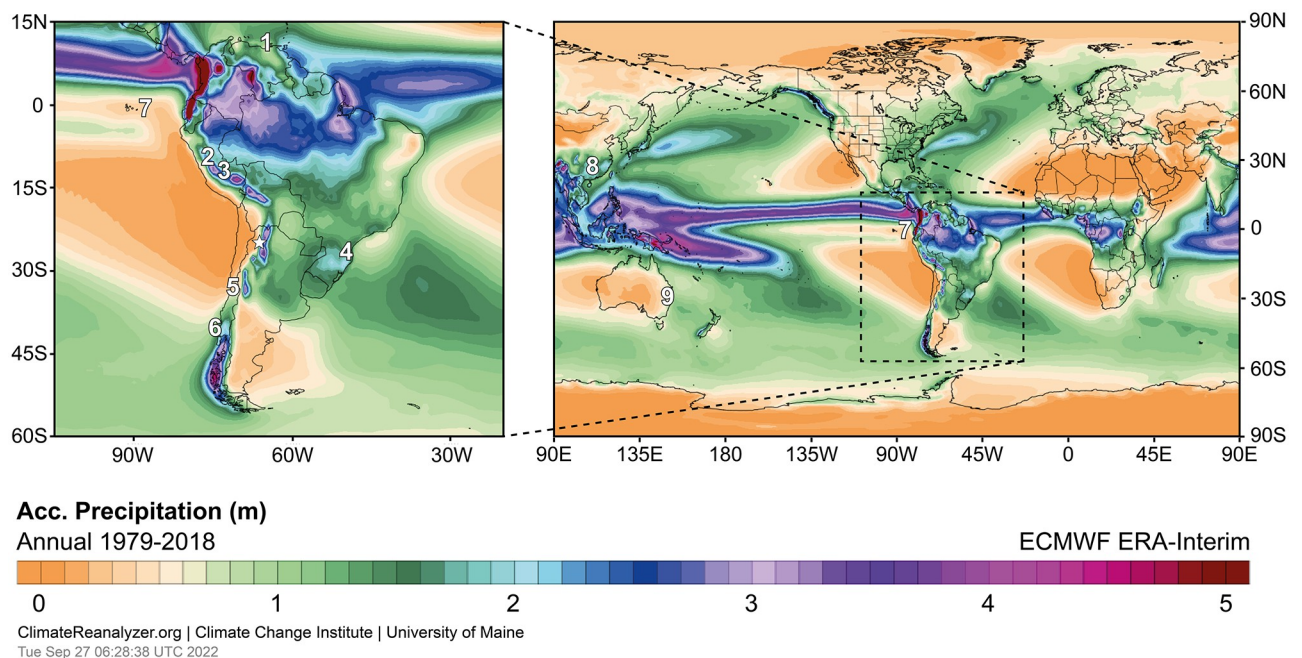 15N
0
15S
30S
45S
60S
90W
60W
30W
1
7
2
3
4
5
6
90N
60N
30N
0
30S
60S
90S
90E
135E
180
135W
90W
45W
0
45E
90E
8
7
9
Acc. Precipitation (m)
Annual 1979-2018
ECMWF ERA-Interim
0
1
2
3
4
5
ClimateReanalyzer.org | Climate Change Institute | University of Maine
Tue Sep 27 06:28:38 UTC 2022